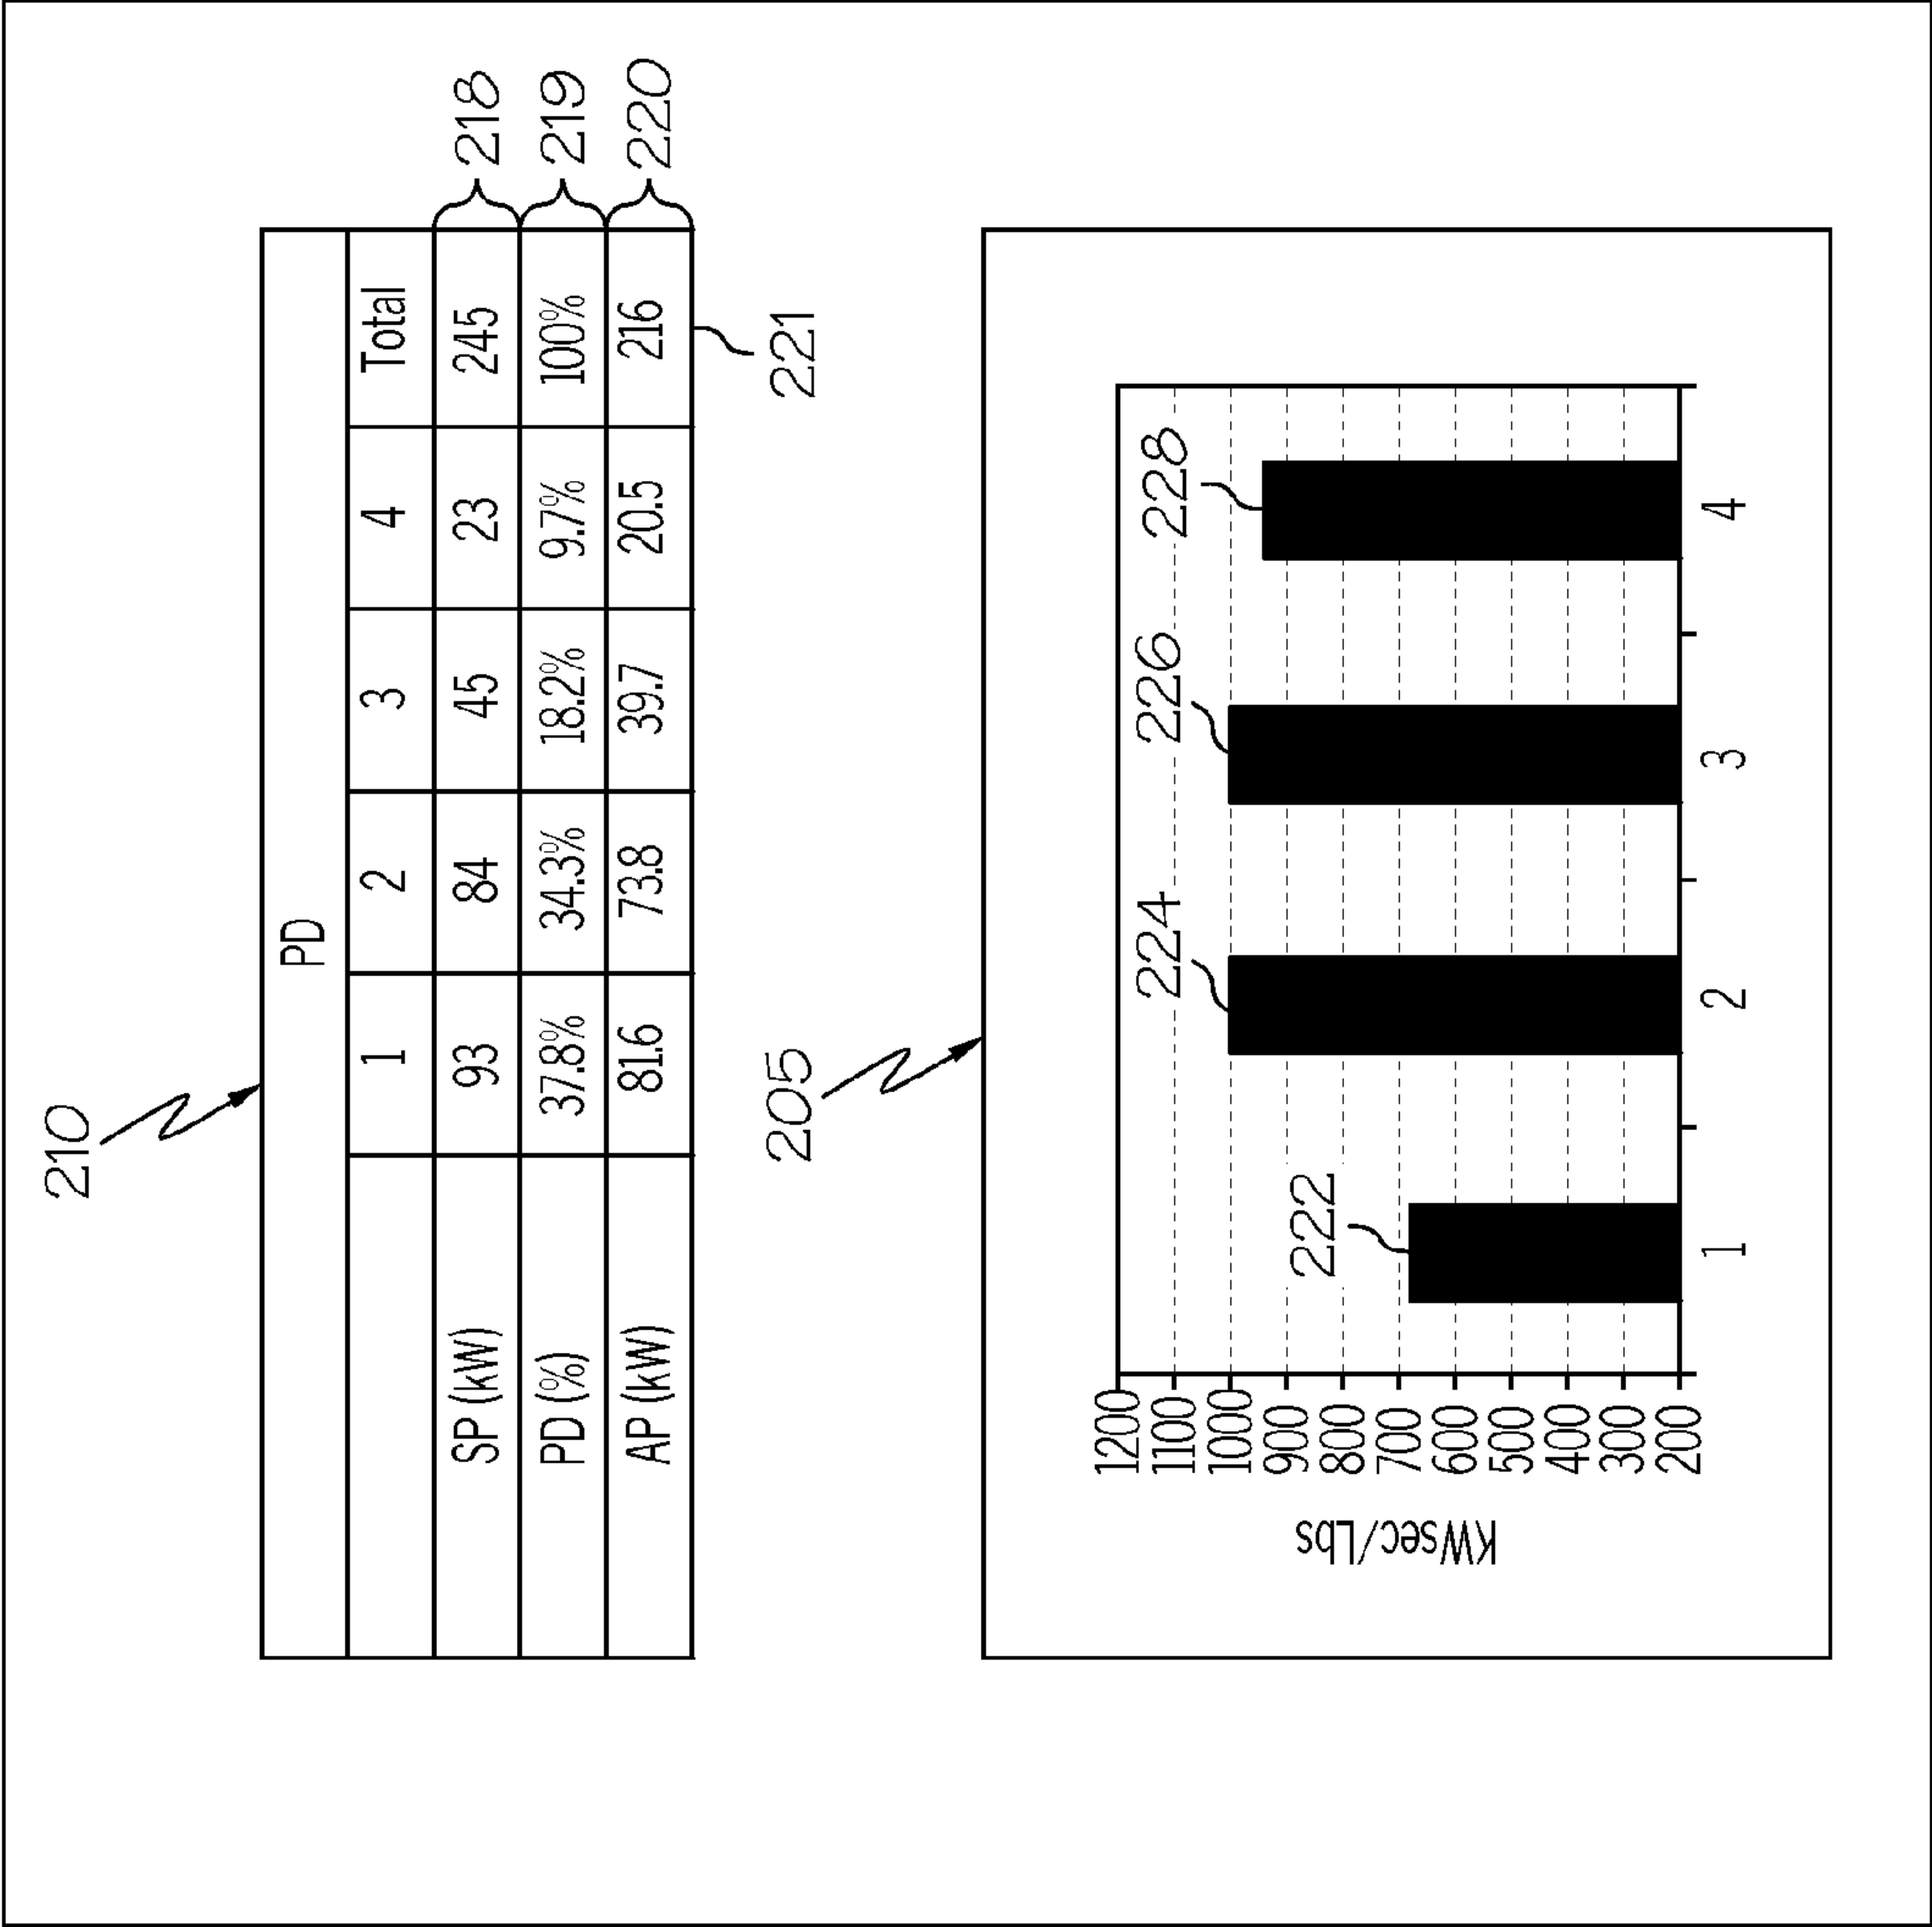 210
PD
1 2 3 4 Total
SP (kW) 93 84 45 23 245 218
PD (%) 37.8% 34.3% 18.2% 9.7% 100% 219
AP (kW) 81.6 73.8 39.7 20.5 216 220
221
205
KWsec/Lbs
1200
1100
1000
900
800
700
600
500
400
300
200
222
224
226
228
1 2 3 4